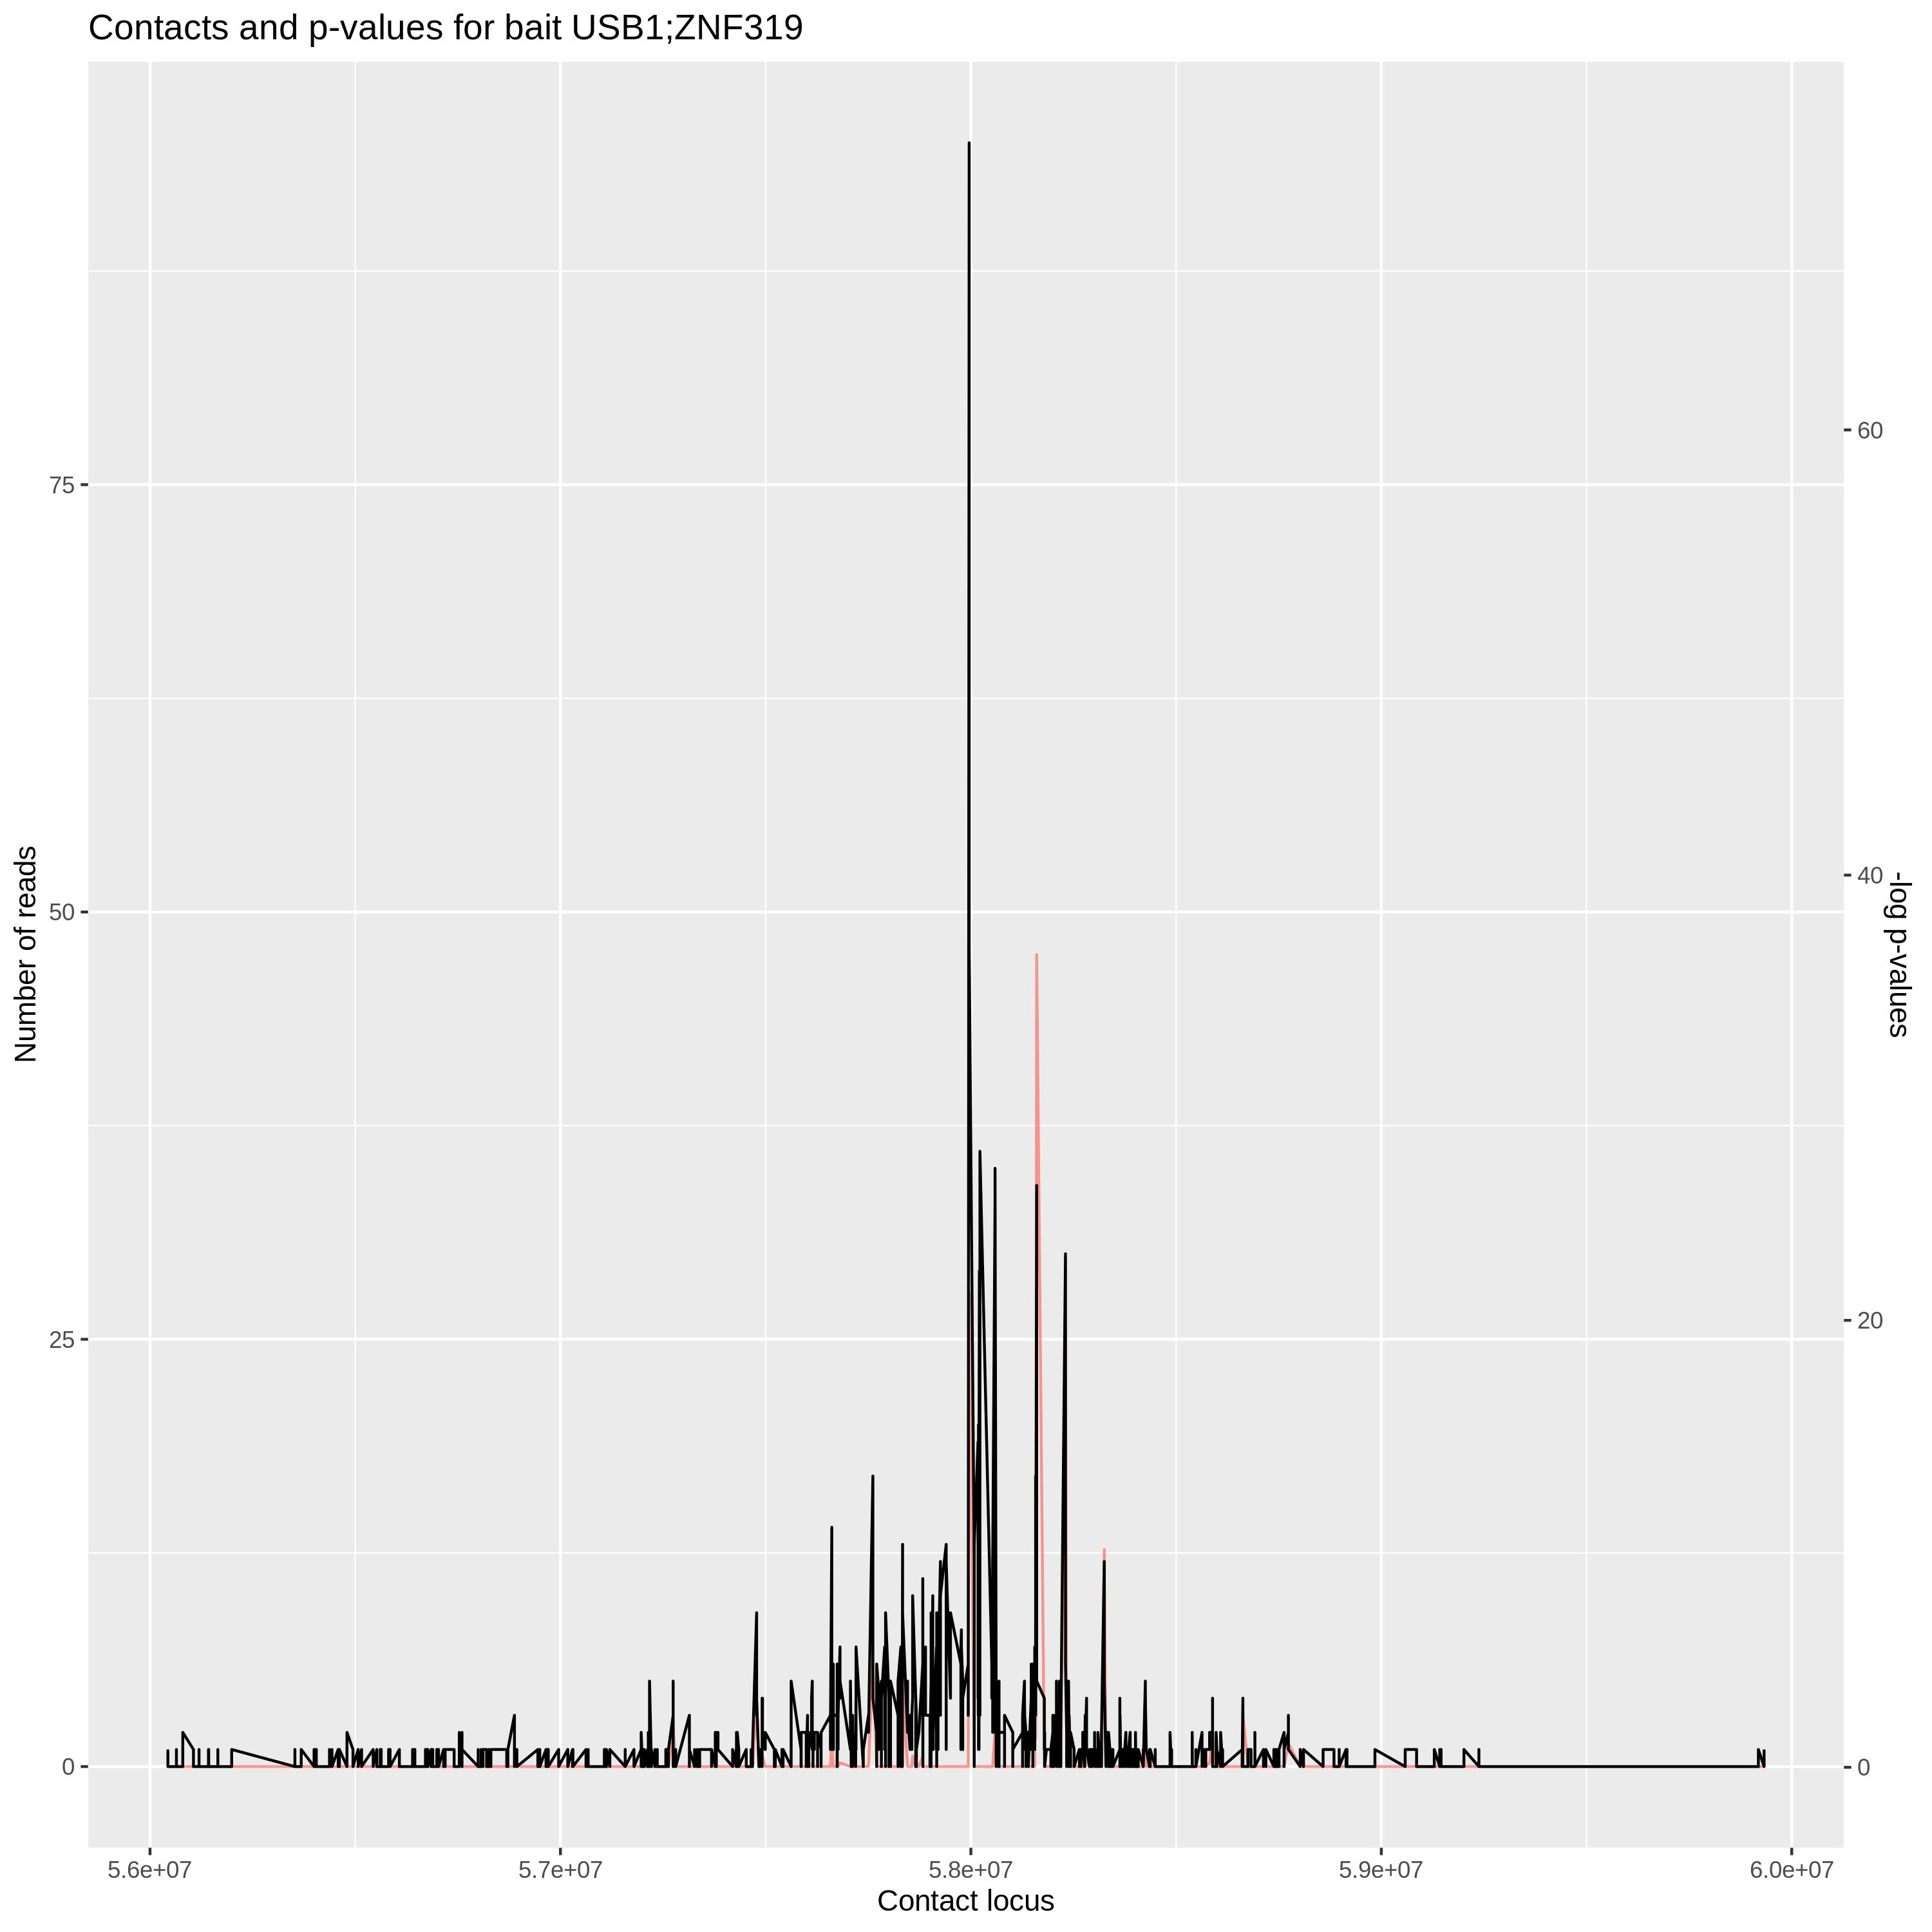 Contacts and p-values for bait USB1;ZNF319
Number of reads
75
50
25
0
60
40
20
0
-log p-values
5.6e+07
5.7e+07
5.8e+07
5.9e+07
6.0e+07
Contact locus